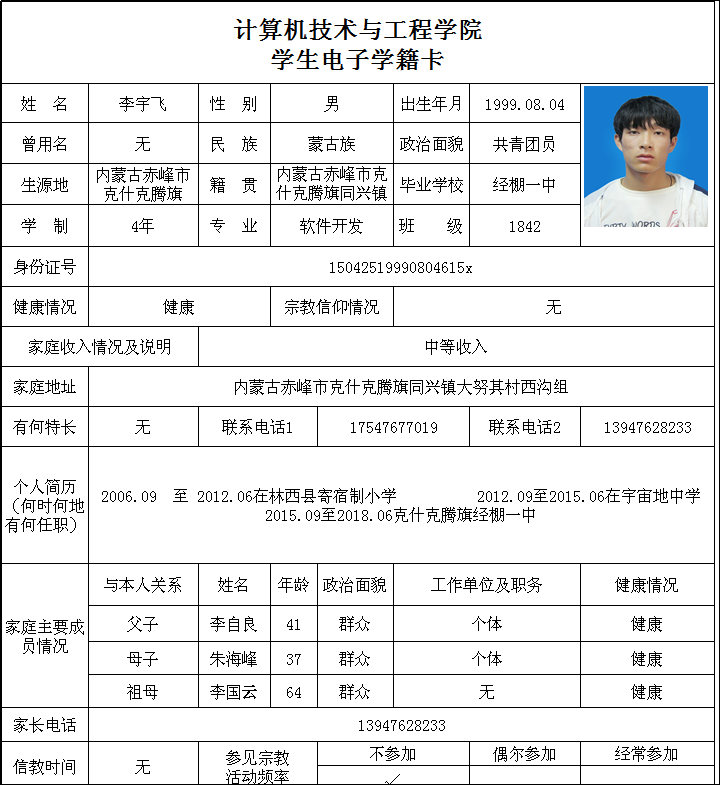 计算机技术与工程学院
学生电子学籍卡
姓 名 李宇飞 性 别 男 出生年月 1999.08.04
曾用名 无 民 族 蒙古族 政治面貌 共青团员
生源地 内蒙古赤峰市克什克腾旗 籍 贯 内蒙古赤峰市克什克腾旗同兴镇 毕业学校 经棚一中
学 制 4年 专 业 软件开发 班 级 1842
身份证号 15042519990804615x
健康情况 健康 宗教信仰情况 无
家庭收入情况及说明 中等收入
家庭地址 内蒙古赤峰市克什克腾旗同兴镇大努其村西沟组
有何特长 无 联系电话1 17547677019 联系电话2 13947628233
个人简历
（何时何地
有何任职）
2006.09 至 2012.06在林西县寄宿制小学 2012.09至2015.06在宇宙地中学
2015.09至2018.06克什克腾旗经棚一中
家庭主要成
员情况
与本人关系 姓名 年龄 政治面貌 工作单位及职务 健康情况
父子 李自良 41 群众 个体 健康
母子 朱海峰 37 群众 个体 健康
祖母 李国云 64 群众 无 健康
家长电话 13947628233
信教时间 无 参见宗教
活动频率
不参加 偶尔参加 经常参加
✓